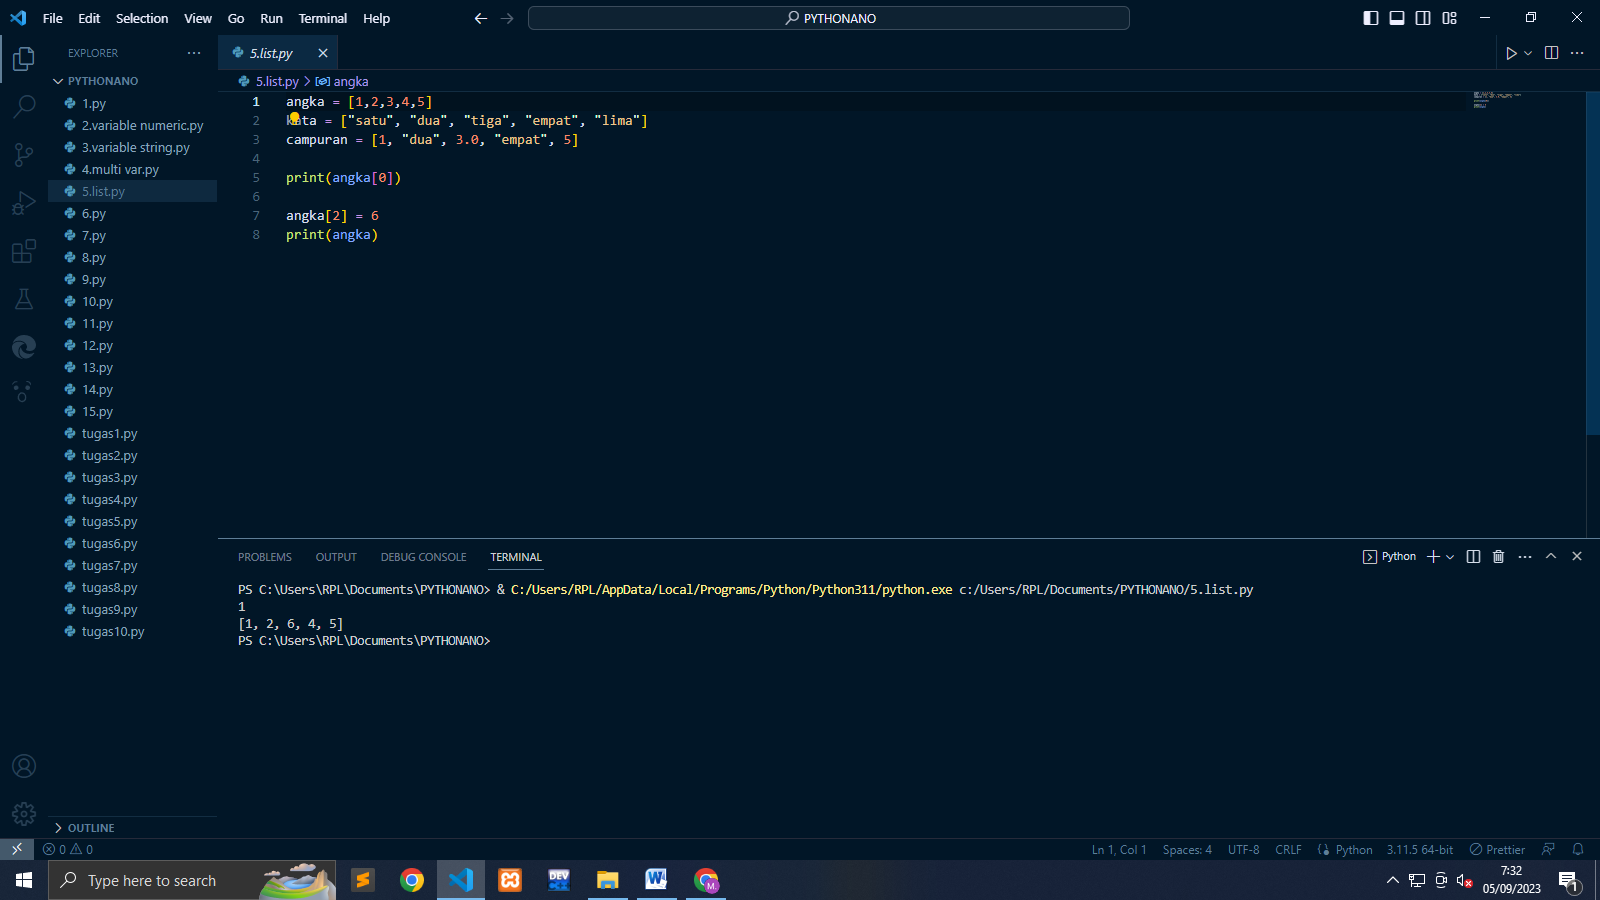 File Edit Selection View Go Run Terminal Help
PYTHONANO
EXPLORER
PYTHONANO
1.py
2.variable numeric.py
3.variable string.py
4.multi var.py
5.list.py
6.py
7.py
8.py
9.py
10.py
11.py
12.py
13.py
14.py
15.py
tugas1.py
tugas2.py
tugas3.py
tugas4.py
tugas5.py
tugas6.py
tugas7.py
tugas8.py
tugas9.py
tugas10.py
OUTLINE
5.list.py
5.list.py > angka
1 angka = [1,2,3,4,5]
2 kata = ["satu", "dua", "tiga", "empat", "lima"]
3 campuran = [1, "dua", 3.0, "empat", 5]
4
5 print(angka[0])
6
7 angka[2] = 6
8 print(angka)
PROBLEMS OUTPUT DEBUG CONSOLE TERMINAL
Python
PS C:\Users\RPL\Documents\PYTHONANO> & C:/Users/RPL/AppData/Local/Programs/Python/Python311/python.exe c:/Users/RPL/Documents/PYTHONANO/5.list.py
1
[1, 2, 6, 4, 5]
PS C:\Users\RPL\Documents\PYTHONANO>
0 0
Ln 1, Col 1 Spaces: 4 UTF-8 CRLF Python 3.11.5 64-bit Prettier
Type here to search
DEV
W
M.
7:32
05/09/2023
1